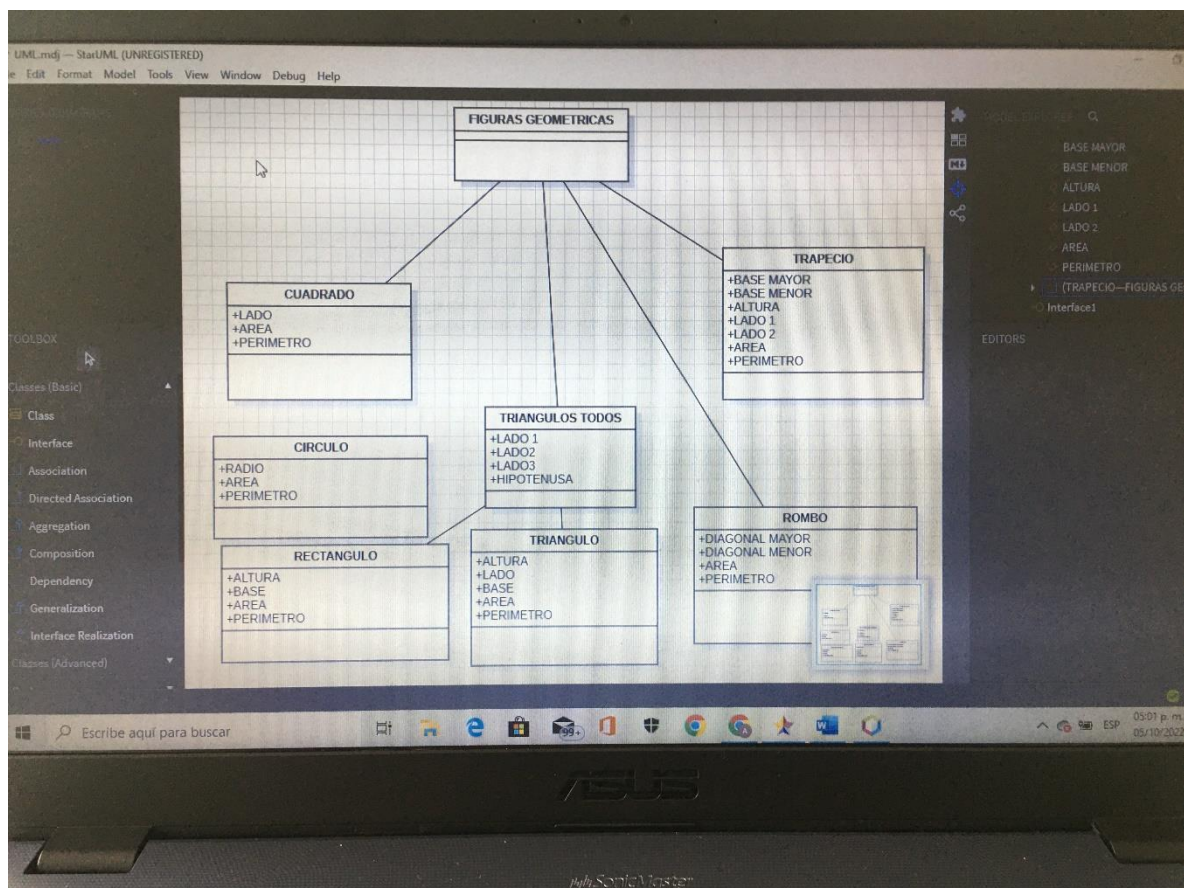 UML.mdj — StarUML (UNREGISTERED)
Edit Format Model Tools View Window Debug Help
FIGURAS GEOMETRICAS
CUADRADO
+LADO
+AREA
+PERIMETRO
TRAPECIO
+BASE MAYOR
+BASE MENOR
+ALTURA
+LADO 1
+LADO 2
+AREA
+PERIMETRO
TRIANGULOS TODOS
+LADO 1
+LADO2
+LADO3
+HIPOTENUSA
CIRCULO
+RADIO
+AREA
+PERIMETRO
RECTANGULO
+ALTURA
+BASE
+AREA
+PERIMETRO
TRIANGULO
+ALTURA
+LADO
+BASE
+AREA
+PERIMETRO
ROMBO
+DIAGONAL MAYOR
+DIAGONAL MENOR
+AREA
+PERIMETRO
TOOLBOX
Classes (Basic)
Class
Interface
Association
Directed Association
Aggregation
Composition
Dependency
Generalization
Interface Realization
Classes (Advanced)
BASE MAYOR
BASE MENOR
ALTURA
LADO 1
LADO 2
AREA
PERIMETRO
(TRAPECIO—FIGURAS GE
Interface1
EDITORS
Escribe aquí para buscar
99+
ESP
05:01 p. m.
05/10/2022
ASUS
SonicMaster